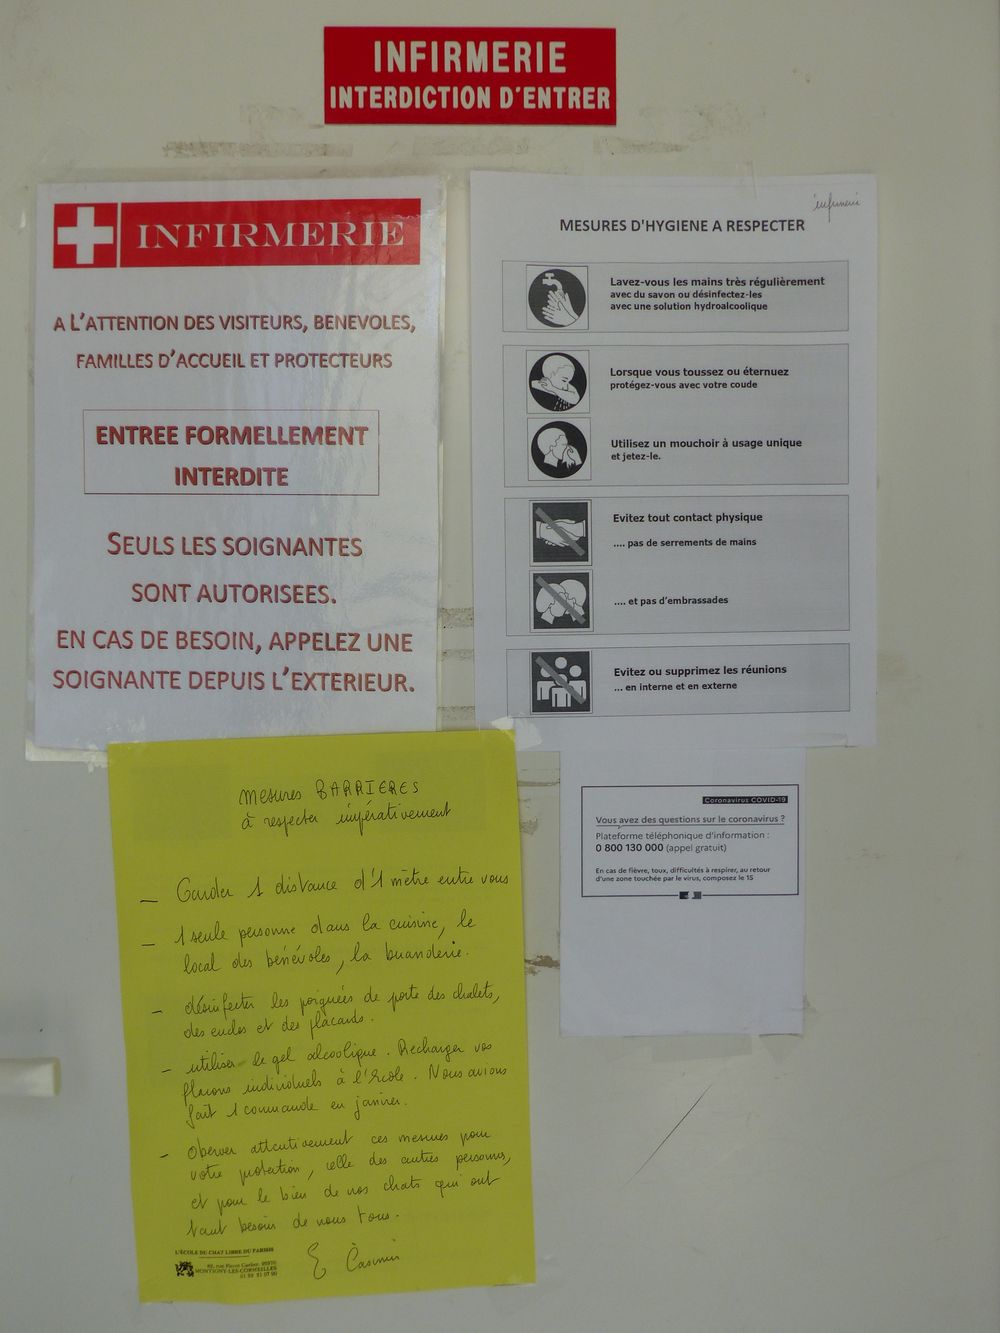 INFIRMERIE
INTERDICTION D'ENTRER
INFIRMERIE
A L'ATTENTION DES VISITEURS, BENEVOLES,
FAMILLES D'ACCUEIL ET PROTECTEURS
ENTREE FORMELLEMENT
INTERDITE
SEULS LES SOIGNANTES
SONT AUTORISEES.
EN CAS DE BESOIN, APPELEZ UNE
SOIGNANTE DEPUIS L'EXTERIEUR.
MESURES D'HYGIENE A RESPECTER
Lavez-vous les mains très régulièrement
avec du savon ou désinfectez-les
avec une solution hydroalcoolique
Lorsque vous toussez ou éternuez
protégez-vous avec votre coude
Utilisez un mouchoir à usage unique
et jetez-le.
Evitez tout contact physique
.... pas de serrements de mains
.... et pas d'embrassades
Evitez ou supprimez les réunions
... en interne et en externe
Coronavirus COVID-19
Vous avez des questions sur le coronavirus ?
Plateforme téléphonique d'information :
0 800 130 000 (appel gratuit)
En cas de fièvre, toux, difficultés à respirer, au retour
d'une zone touchée par le virus, composez le 15
Mesures BARRIERES
à respecter impérativement
– Garder 1 distance d'1 mètre entre vous
– 1 seule personne dans la cuisine, le
local des bénévoles, la buanderie.
– désinfecter les poignées de porte des chalets,
des enclos et des placards.
– utiliser le gel alcoolique. Recharger vos
flacons individuels à l'école. Nous avions
fait 1 commande en janvier.
– Oberver attentivement ces mesures pour
votre protection, celle des autres personnes,
et pour le bien de nos chats qui ont
tant besoin de nous tous.
L'ÉCOLE DU CHAT LIBRE DU PARISIS
MONTIGNY-LES-CORMEILLES
E Casimir